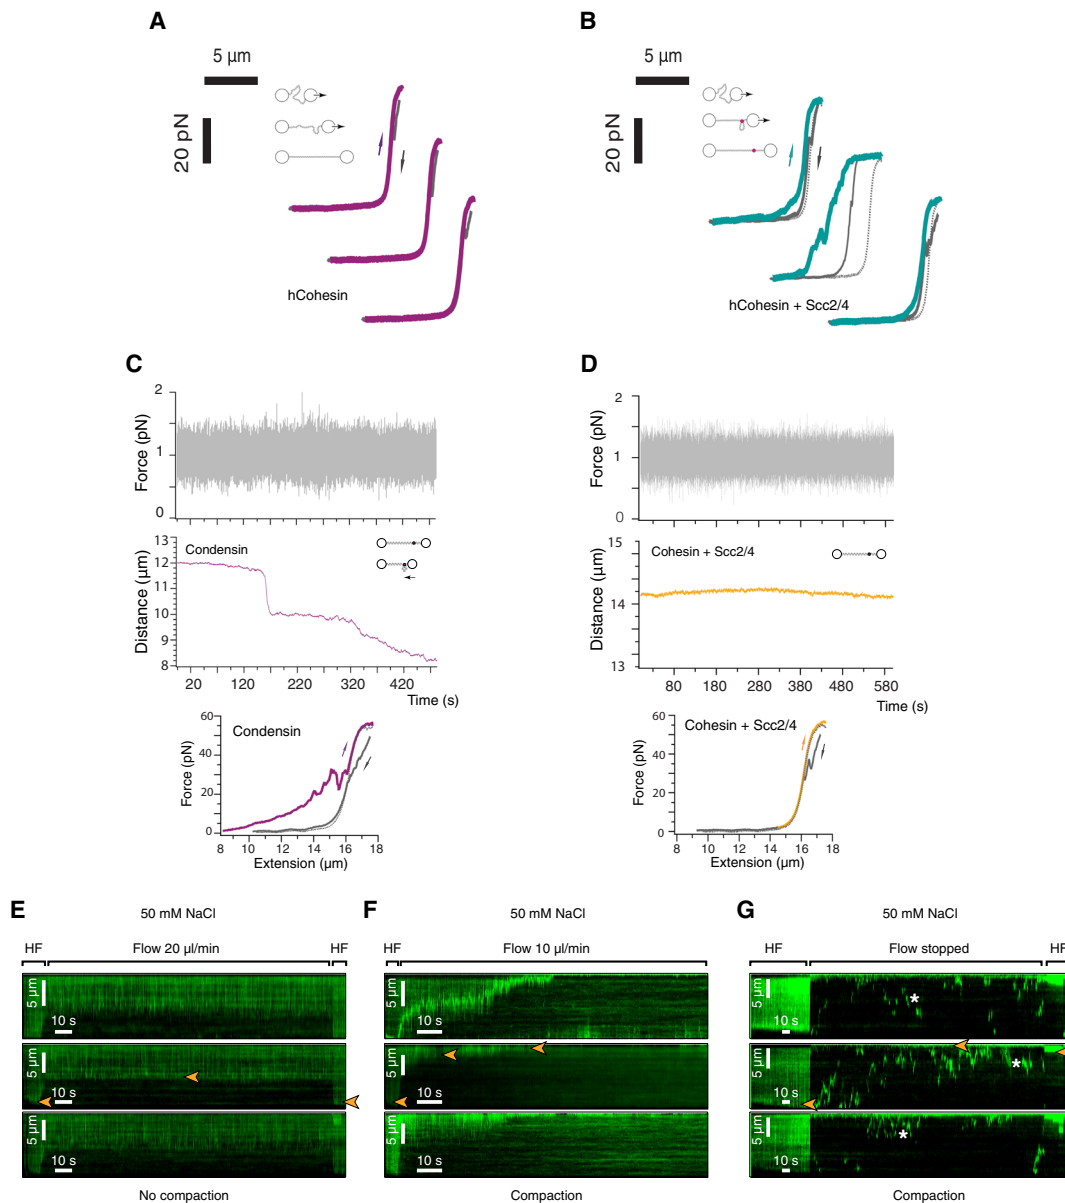 A
B
5 µm
5 µm
20 pN
20 pN
hCohesin
hCohesin + Scc2/4
C
D
2
1
0
Force (pN)
2
1
0
Force (pN)
13
12
11
10
9
8
Distance (µm)
Condensin
20 120 220 320 420
Time (s)
15
14
13
Distance (µm)
Cohesin + Scc2/4
80 180 280 380 480 580
Time (s)
60
40
20
0
Force (pN)
Condensin
8 10 12 14 16 18
Extension (µm)
60
40
20
0
Force (pN)
Cohesin + Scc2/4
8 10 12 14 16 18
Extension (µm)
E
50 mM NaCl
HF Flow 20 µl/min HF
5 µm
10 s
5 µm
10 s
5 µm
10 s
No compaction
F
50 mM NaCl
HF Flow 10 µl/min
5 µm
10 s
5 µm
10 s
5 µm
10 s
Compaction
G
50 mM NaCl
HF Flow stopped HF
5 µm
10 s
*
5 µm
10 s
*
5 µm
10 s
*
Compaction